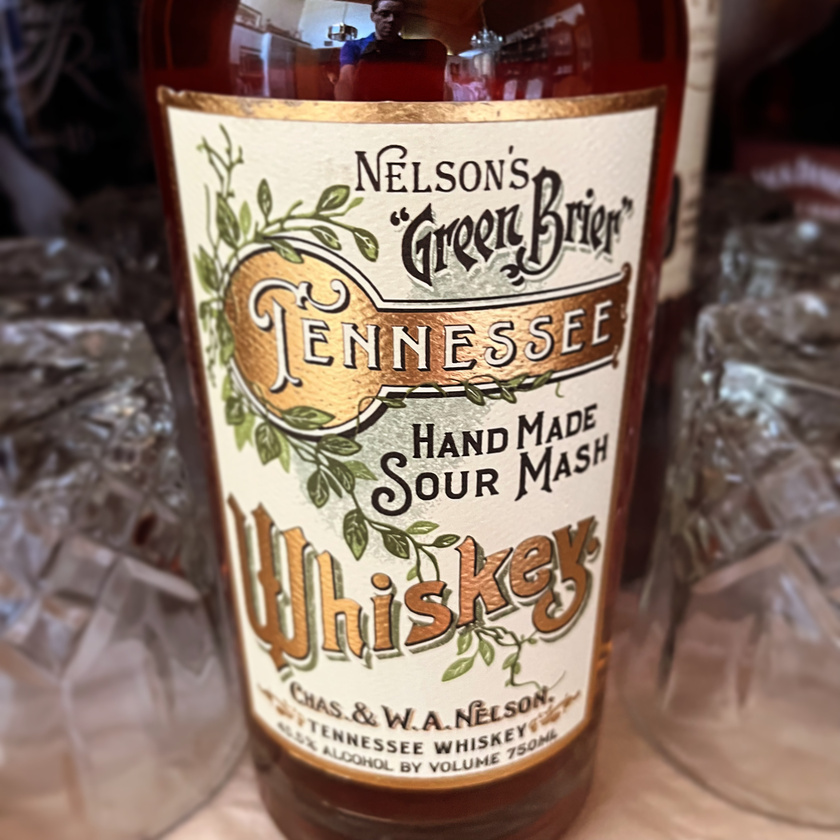 NELSON'S
"Green Brier"
TENNESSEE
HAND MADE
SOUR MASH
Whiskey.
CHAS. & W. A. NELSON.
TENNESSEE WHISKEY
45.5% ALCOHOL BY VOLUME 750ML